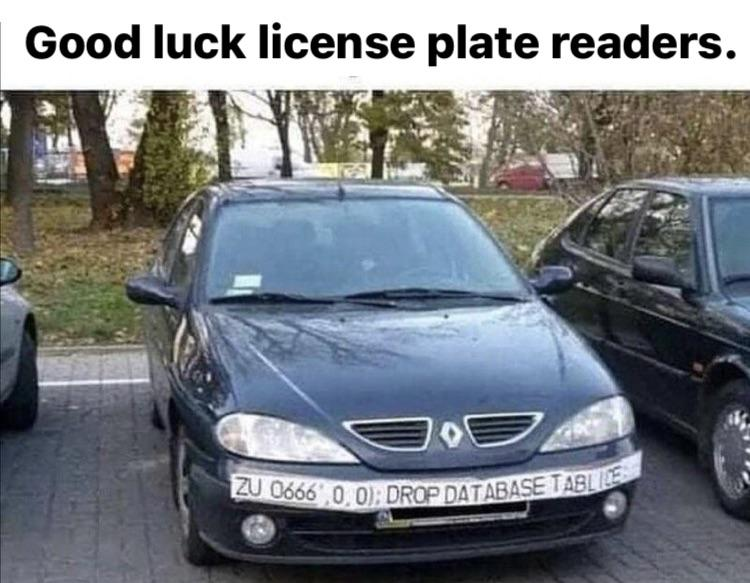 Good luck license plate readers.
ZU 0666',0,0); DROP DATABASE TABLICE;